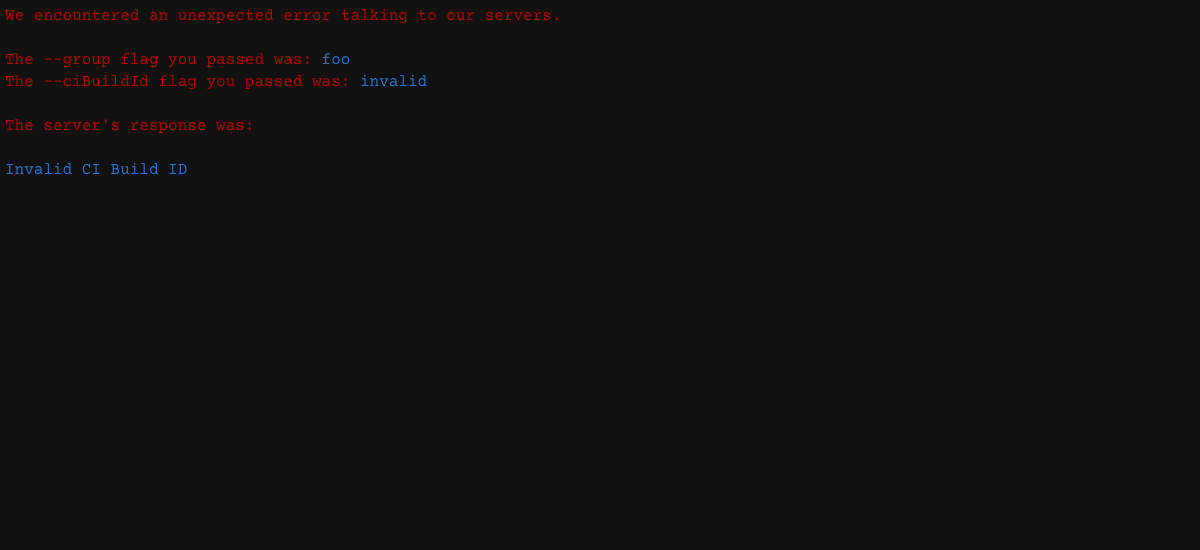 We encountered an unexpected error talking to our servers.
The --group flag you passed was: foo
The --ciBuildId flag you passed was: invalid
The server's response was:
Invalid CI Build ID